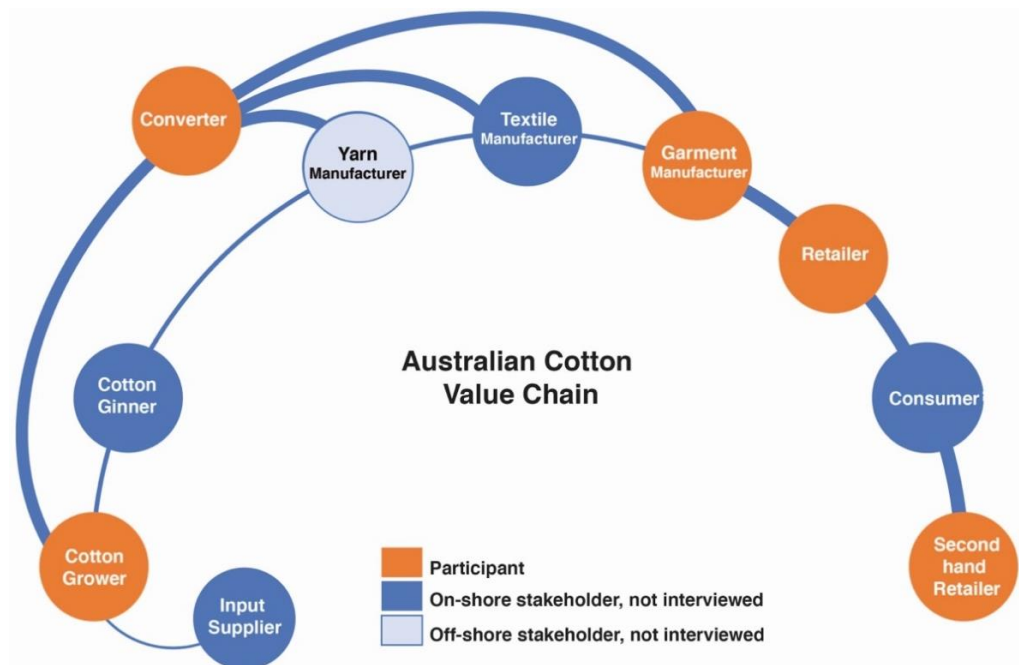 Converter
Yarn
Manufacturer
Textile
Manufacturer
Garment
Manufacturer
Retailer
Consumer
Second
hand
Retailer
Cotton
Ginner
Cotton
Grower
Input
Supplier
Australian Cotton
Value Chain
Participant
On-shore stakeholder, not interviewed
Off-shore stakeholder, not interviewed